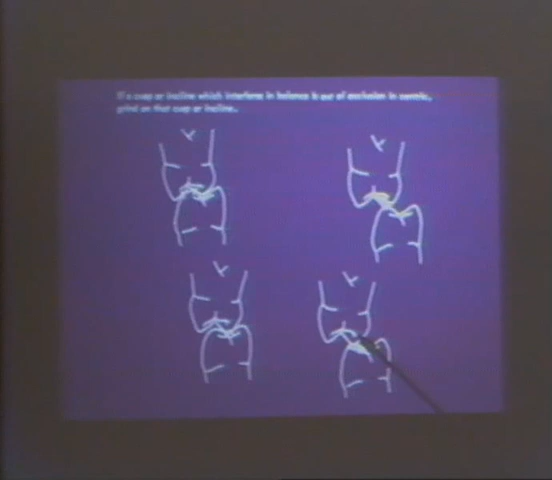 If a cusp or incline which interferes in balance is out of occlusion in centric,
grind on that cusp or incline.